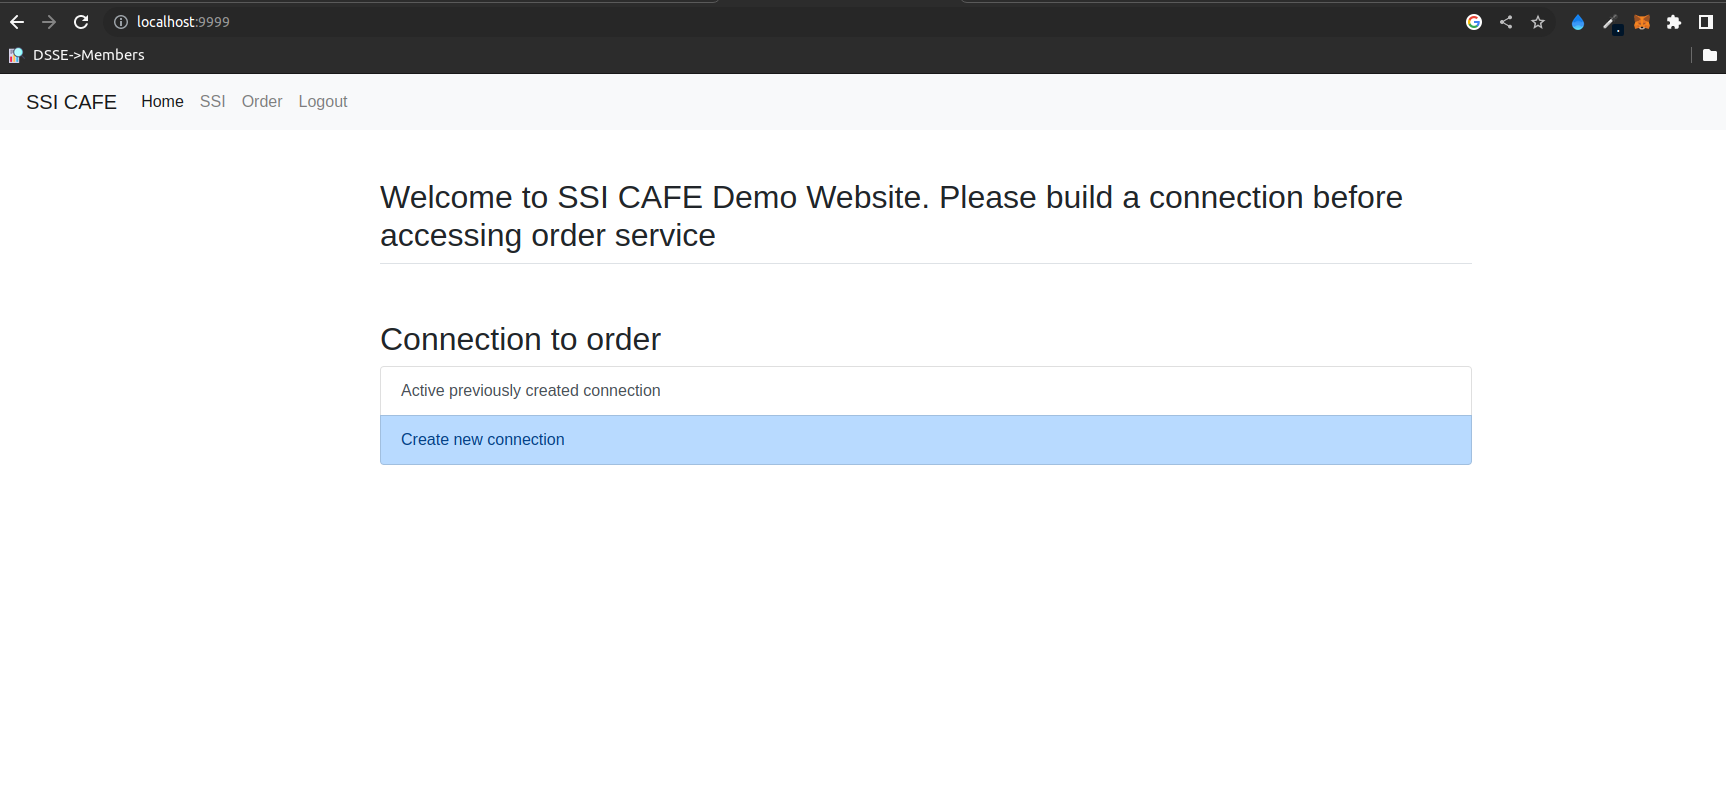 localhost:9999
DSSE->Members
SSI CAFE Home SSI Order Logout
Welcome to SSI CAFE Demo Website. Please build a connection before
accessing order service
Connection to order
Active previously created connection
Create new connection